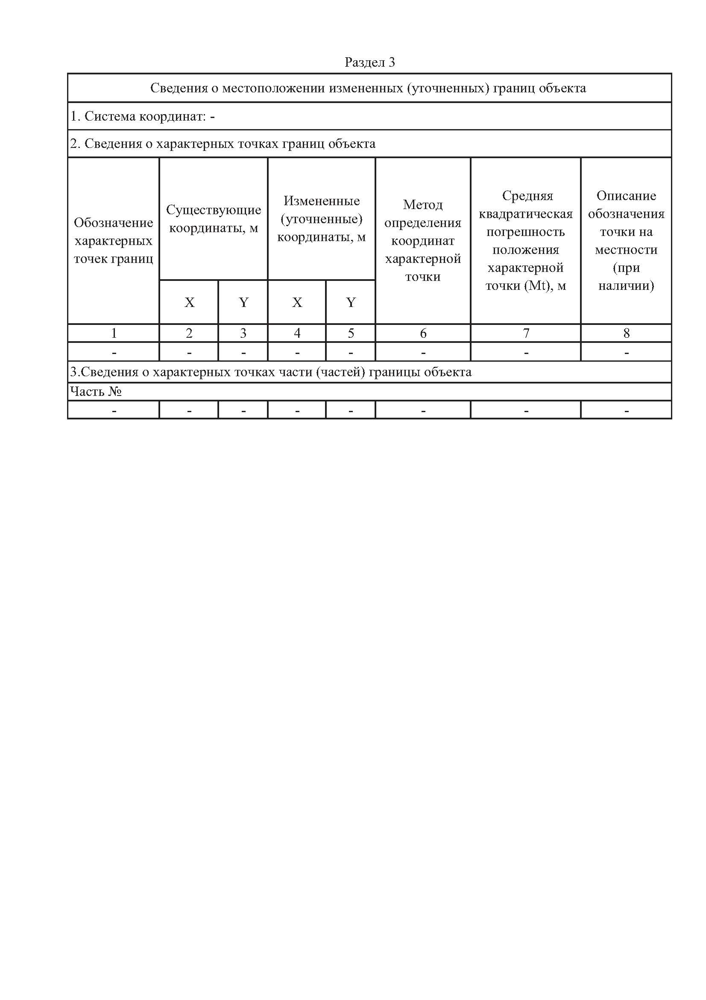 Раздел 3
Сведения о местоположении измененных (уточненных) границ объекта
1. Система координат: -
2. Сведения о характерных точках границ объекта
Обозначение
характерных
точек границ
Существующие
координаты, м
Измененные
(уточненные)
координаты, м
Метод
определения
координат
характерной
точки
Средняя
квадратическая
погрешность
положения
характерной
точки (Mt), м
Описание
обозначения
точки на
местности
(при
наличии)
X Y X Y
1 2 3 4 5 6 7 8
- - - - - - - -
3.Сведения о характерных точках части (частей) границы объекта
Часть №
- - - - - - - -